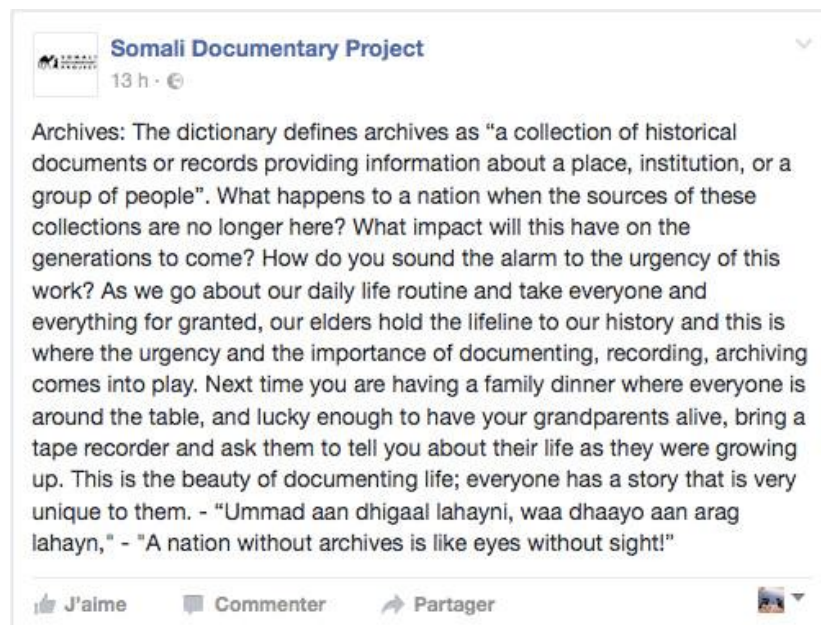 Somali Documentary Project
13 h ·
Archives: The dictionary defines archives as “a collection of historical
documents or records providing information about a place, institution, or a
group of people”. What happens to a nation when the sources of these
collections are no longer here? What impact will this have on the
generations to come? How do you sound the alarm to the urgency of this
work? As we go about our daily life routine and take everyone and
everything for granted, our elders hold the lifeline to our history and this is
where the urgency and the importance of documenting, recording, archiving
comes into play. Next time you are having a family dinner where everyone is
around the table, and lucky enough to have your grandparents alive, bring a
tape recorder and ask them to tell you about their life as they were growing
up. This is the beauty of documenting life; everyone has a story that is very
unique to them. - “Ummad aan dhigaal lahayni, waa dhaayo aan arag
lahayn," - "A nation without archives is like eyes without sight!”
J'aime
Commenter
Partager